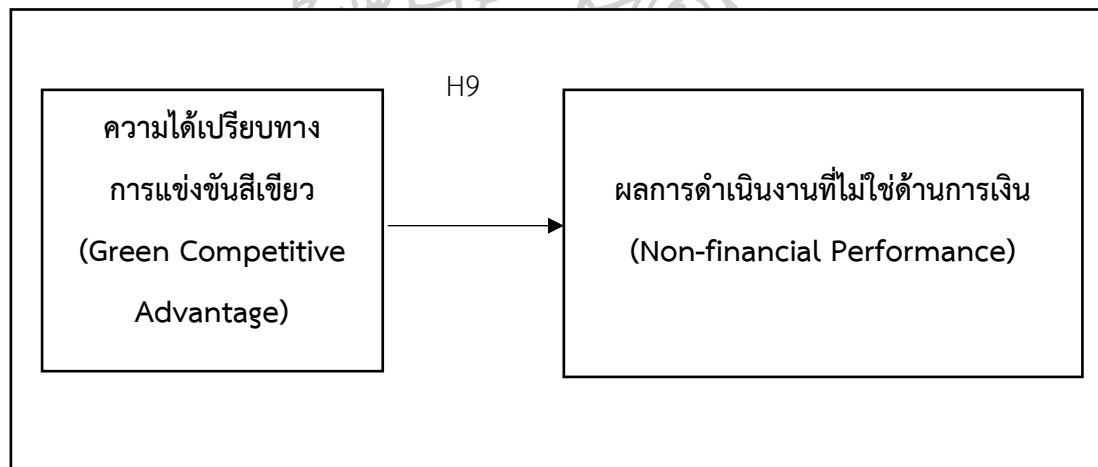 H9
ความได้เปรียบทาง
การแข่งขันสีเขียว
(Green Competitive
Advantage)
ผลการดำเนินงานที่ไม่ใช่ด้านการเงิน
(Non-financial Performance)